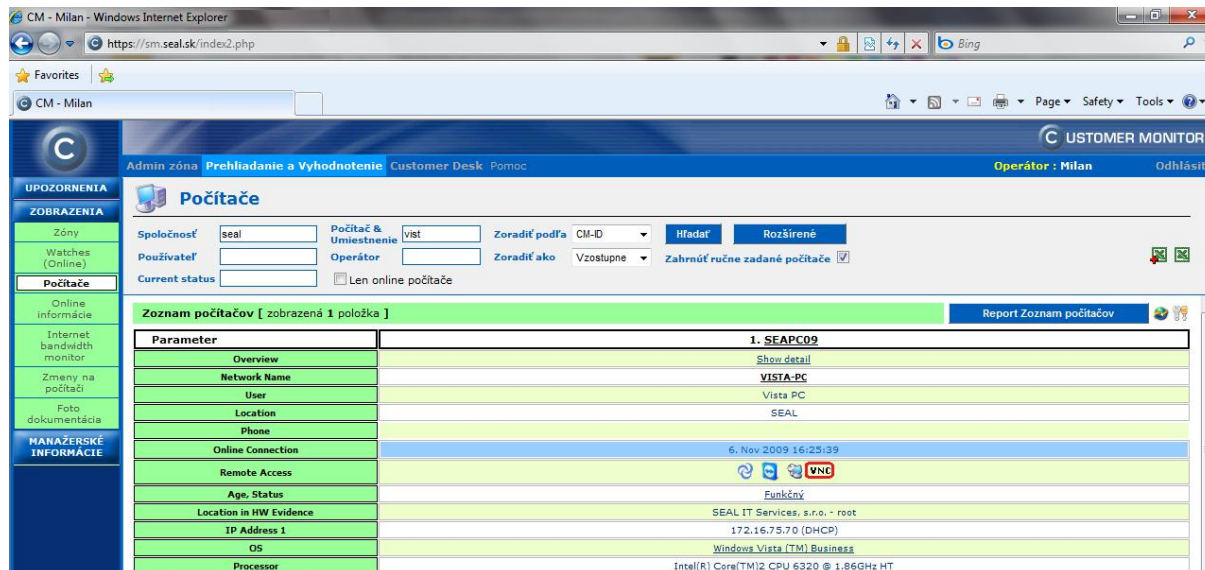 CM - Milan - Windows Internet Explorer
https://sm.seal.sk/index2.php
Bing
Favorites
CM - Milan
Page Safety Tools
C USTOMER MONITOR
Admin zóna Prehliadanie a Vyhodnotenie Customer Desk Pomoc Operátor : Milan Odhlásiť
UPOZORNENIA
ZOBRAZENIA
Zóny
Watches (Online)
Počítače
Online informácie
Internet bandwidth monitor
Zmeny na počítači
Foto dokumentácia
MANAŽERSKÉ INFORMÁCIE
Počítače
Spoločnosť seal Počítač & Umiestnenie vist Zoradiť podľa CM-ID Hľadať Rozšírené
Používateľ Operátor Zoradiť ako Vzostupne Zahrnúť ručne zadané počítače
Current status Len online počítače
Zoznam počítačov [ zobrazená 1 položka ] Report Zoznam počítačov
Parameter 1. SEAPC09
Overview Show detail
Network Name VISTA-PC
User Vista PC
Location SEAL
Phone
Online Connection 6. Nov 2009 16:25:39
Remote Access VNC
Age, Status Funkčný
Location in HW Evidence SEAL IT Services, s.r.o. - root
IP Address 1 172.16.75.70 (DHCP)
OS Windows Vista (TM) Business
Processor Intel(R) Core(TM)2 CPU 6320 @ 1.86GHz HT